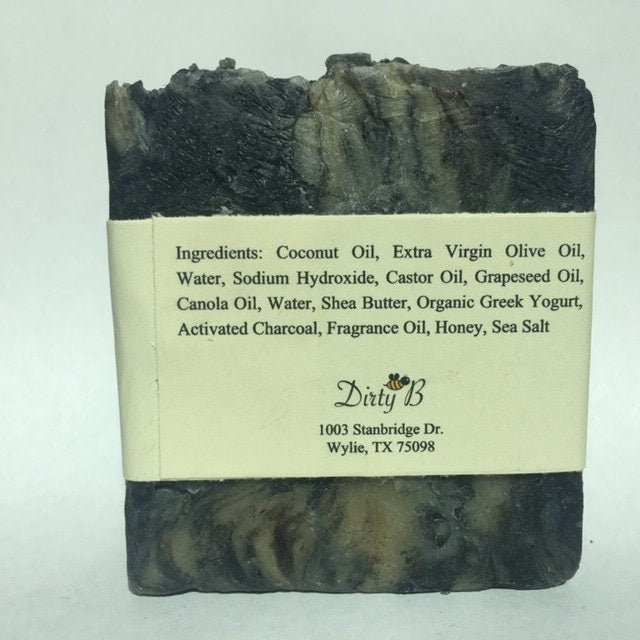 Ingredients: Coconut Oil, Extra Virgin Olive Oil,
Water, Sodium Hydroxide, Castor Oil, Grapeseed Oil,
Canola Oil, Water, Shea Butter, Organic Greek Yogurt,
Activated Charcoal, Fragrance Oil, Honey, Sea Salt
Dirty B
1003 Stanbridge Dr.
Wylie, TX 75098